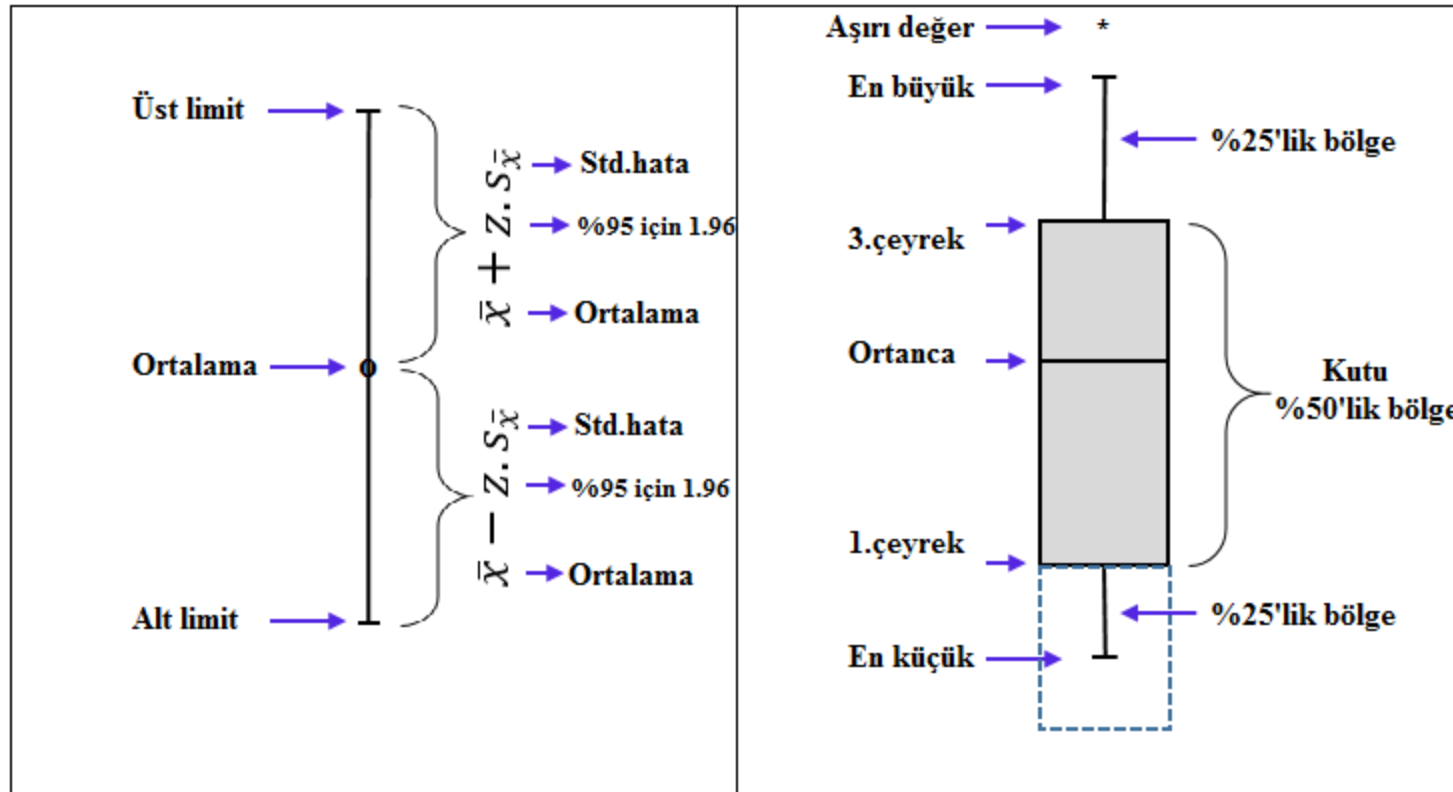 Üst limit
Std.hata
%95 için 1.96
x̄ + z. s_x̄
Ortalama
Ortalama
Std.hata
%95 için 1.96
x̄ − z. s_x̄
Ortalama
Alt limit
Aşırı değer
*
En büyük
%25'lik bölge
3.çeyrek
Ortanca
Kutu
%50'lik bölge
1.çeyrek
%25'lik bölge
En küçük